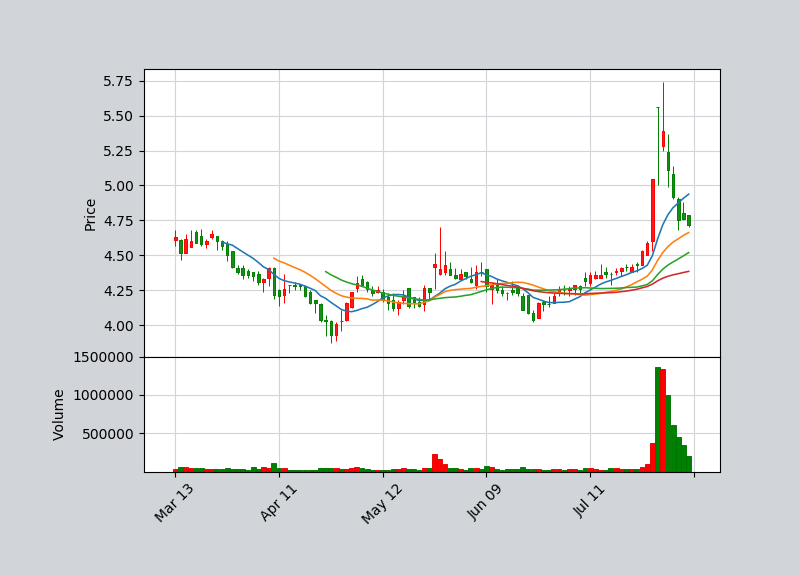 5.75
5.50
5.25
5.00
4.75
4.50
4.25
4.00
Price
1500000
1000000
500000
Volume
Mar 13
Apr 11
May 12
Jun 09
Jul 11